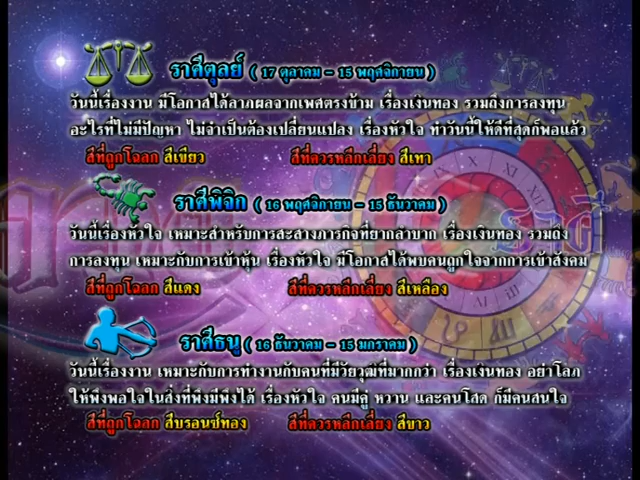 ราศีตุลย์ ( 17 ตุลาคม - 15 พฤศจิกายน )
วันนี้เรื่องงาน มีโอกาสได้ลาภผลจากเพศตรงข้าม เรื่องเงินทอง รวมถึงการลงทุน
อะไรที่ไม่มีปัญหา ไม่จำเป็นต้องเปลี่ยนแปลง เรื่องหัวใจ ทำวันนี้ให้ดีที่สุดก็พอแล้ว
สีที่ถูกโฉลก สีเขียว สีที่ควรหลีกเลี่ยง สีเทา
ราศีพิจิก ( 16 พฤศจิกายน - 15 ธันวาคม )
วันนี้เรื่องหัวใจ เหมาะสำหรับการสะสางภารกิจที่ยากลำบาก เรื่องเงินทอง รวมถึง
การลงทุน เหมาะกับการเข้าหุ้น เรื่องหัวใจ มีโอกาสได้พบคนถูกใจจากการเข้าสังคม
สีที่ถูกโฉลก สีแดง สีที่ควรหลีกเลี่ยง สีเหลือง
ราศีธนู ( 16 ธันวาคม - 15 มกราคม )
วันนี้เรื่องงาน เหมาะกับการทำงานกับคนที่มีวัยวุฒิที่มากกว่า เรื่องเงินทอง อย่าโลภ
ให้พึงพอใจในสิ่งที่พึงมีพึงได้ เรื่องหัวใจ คนมีคู่ หวาน และคนโสด ก็มีคนสนใจ
สีที่ถูกโฉลก สีบรอนซ์ทอง สีที่ควรหลีกเลี่ยง สีขาว